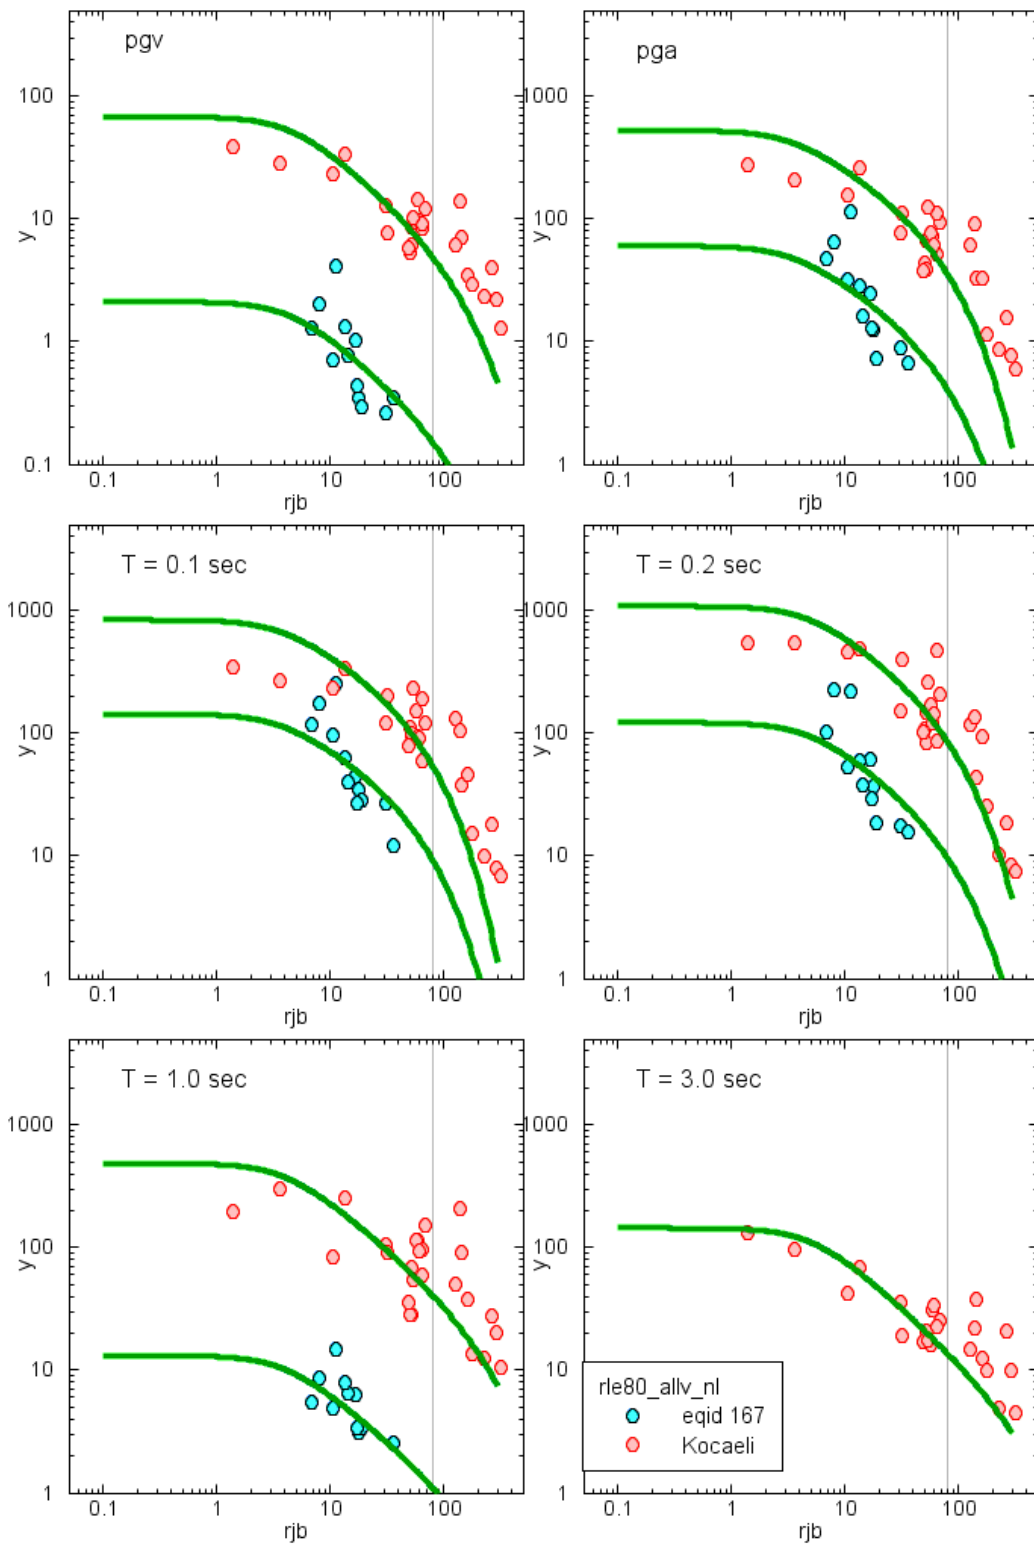 pgv
100
10
1
0.1
y
0.1 1 10 100
rjb
pga
1000
100
10
1
y
0.1 1 10 100
rjb
T = 0.1 sec
1000
100
10
1
y
0.1 1 10 100
rjb
T = 0.2 sec
1000
100
10
1
y
0.1 1 10 100
rjb
T = 1.0 sec
1000
100
10
1
y
0.1 1 10 100
rjb
T = 3.0 sec
1000
100
10
1
y
rle80_allv_nl
eqid 167
Kocaeli
0.1 1 10 100
rjb